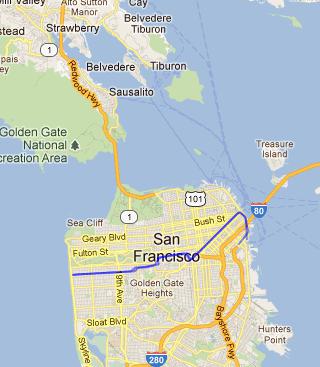 Valley
Alto Sutton
Manor
Cay
Belvedere
Tiburon
Strawberry
stead
1
pais
ey
Redwood Hwy
Belvedere
Tiburon
Sausalito
Golden Gate
National
creation Area
Treasure
Island
101
80
1
Sea Cliff
Bush St
Geary Blvd
San
Francisco
Fulton St
19th Ave
Golden Gate
Heights
Sloat Blvd
Skyline
Bayshore Fwy
Hunters
Point
280